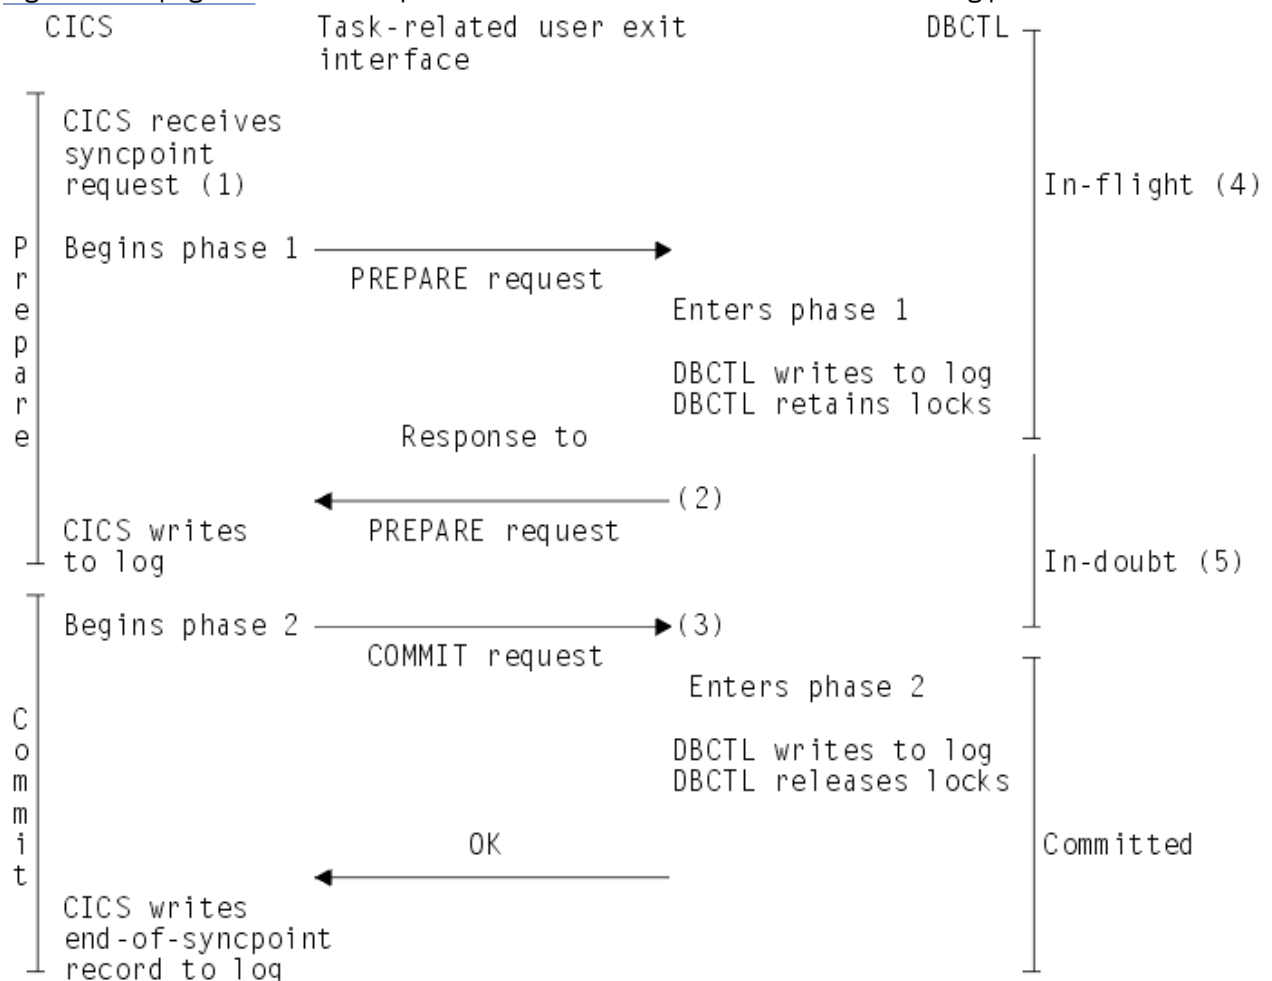 CICS Task-related user exit DBCTL
interface
CICS receives
syncpoint
request (1) In-flight (4)
Prepare
Begins phase 1
PREPARE request
Enters phase 1
DBCTL writes to log
DBCTL retains locks
Response to
(2)
CICS writes PREPARE request
to log In-doubt (5)
Begins phase 2 (3)
COMMIT request
Enters phase 2
Commit
DBCTL writes to log
DBCTL releases locks
OK Committed
CICS writes
end-of-syncpoint
record to log